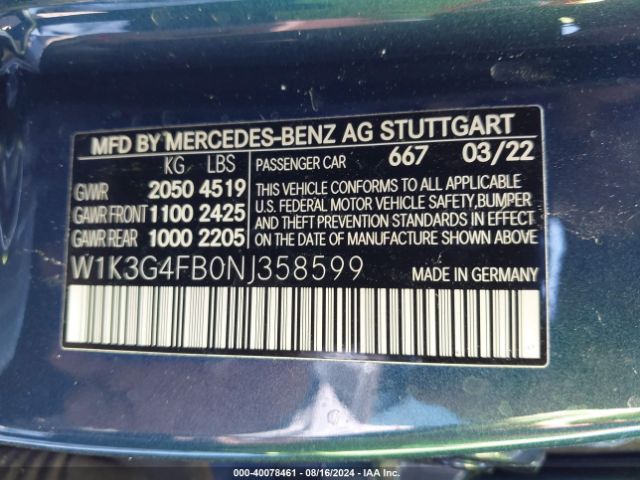 MFD BY MERCEDES-BENZ AG STUTTGART
KG LBS
GVWR 2050 4519
GAWR FRONT 1100 2425
GAWR REAR 1000 2205
PASSENGER CAR 667 03/22
THIS VEHICLE CONFORMS TO ALL APPLICABLE
U.S. FEDERAL MOTOR VEHICLE SAFETY,BUMPER
AND THEFT PREVENTION STANDARDS IN EFFECT
ON THE DATE OF MANUFACTURE SHOWN ABOVE
W1K3G4FB0NJ358599 MADE IN GERMANY
000-40078461 - 08/16/2024 - IAA Inc.